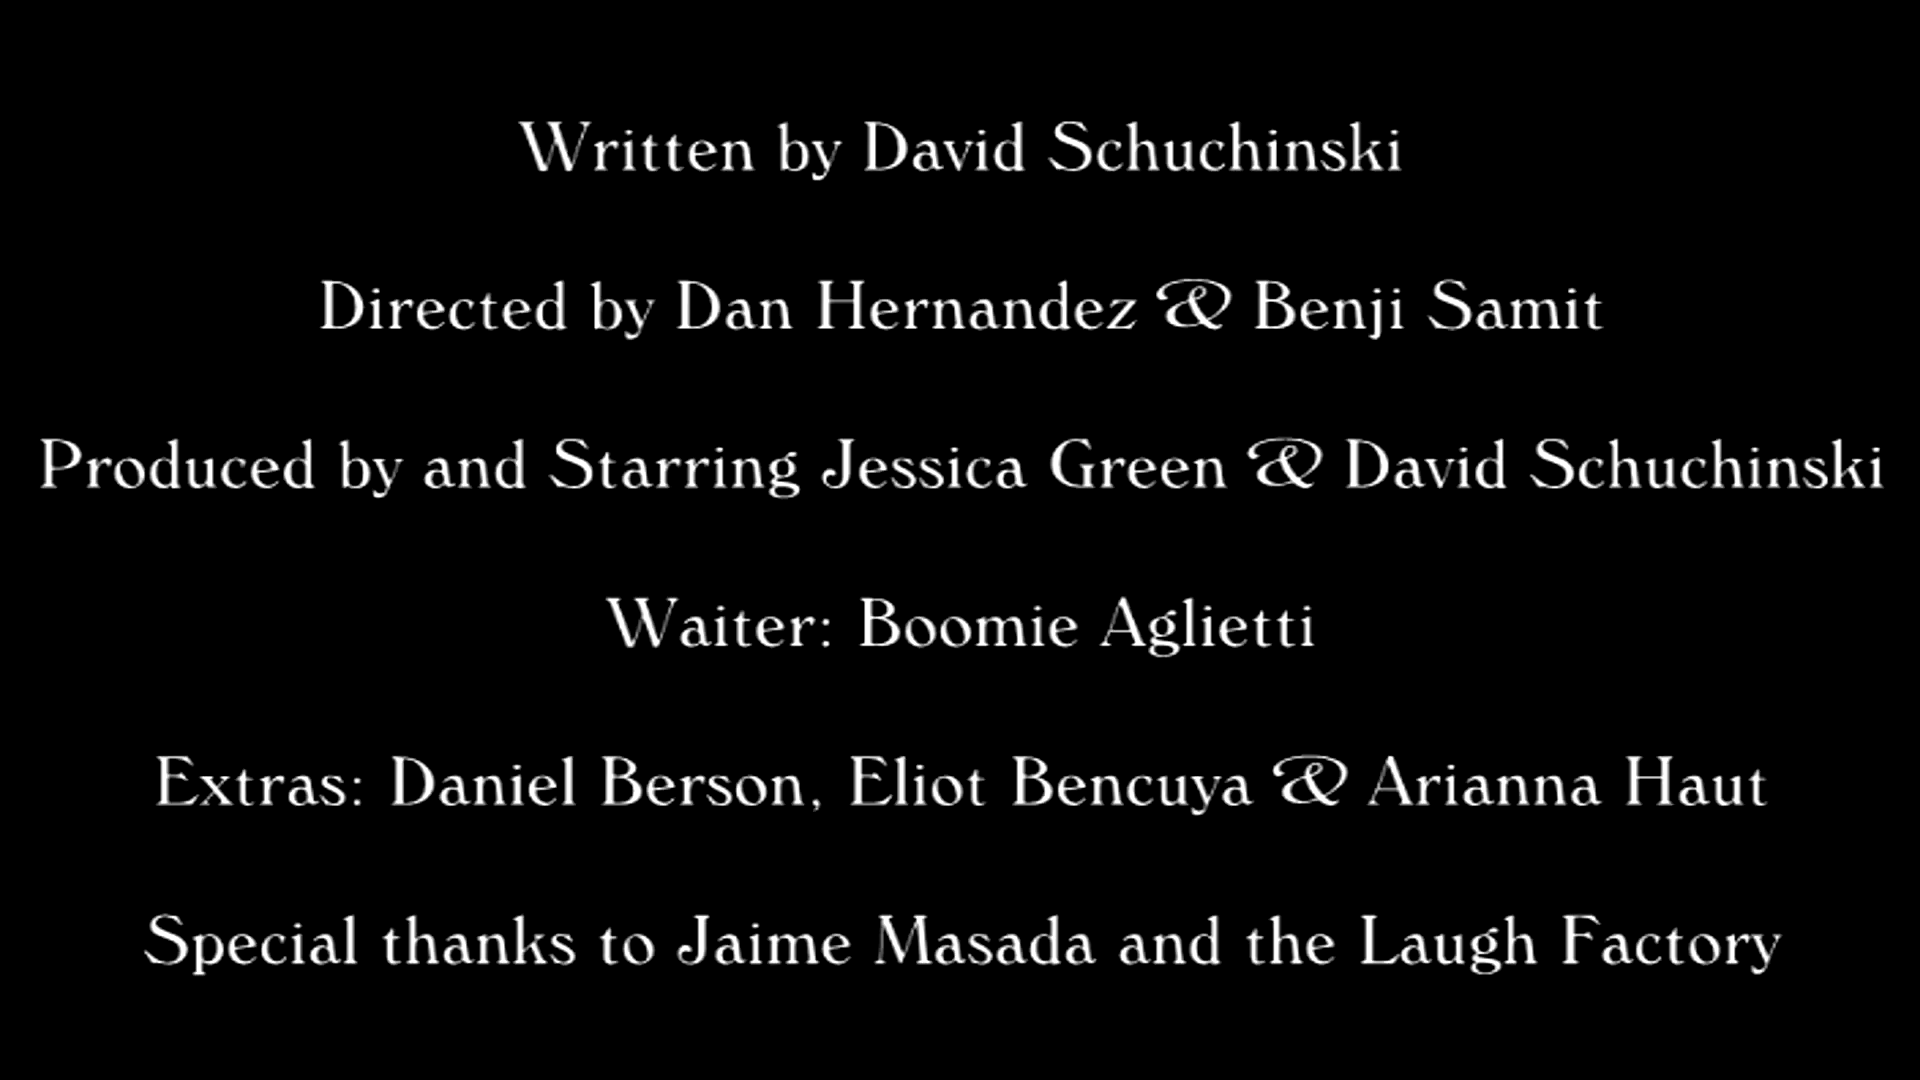 Written by David Schuchinski
Directed by Dan Hernandez & Benji Samit
Produced by and Starring Jessica Green & David Schuchinski
Waiter: Boomie Aglietti
Extras: Daniel Berson, Eliot Bencuya & Arianna Haut
Special thanks to Jaime Masada and the Laugh Factory